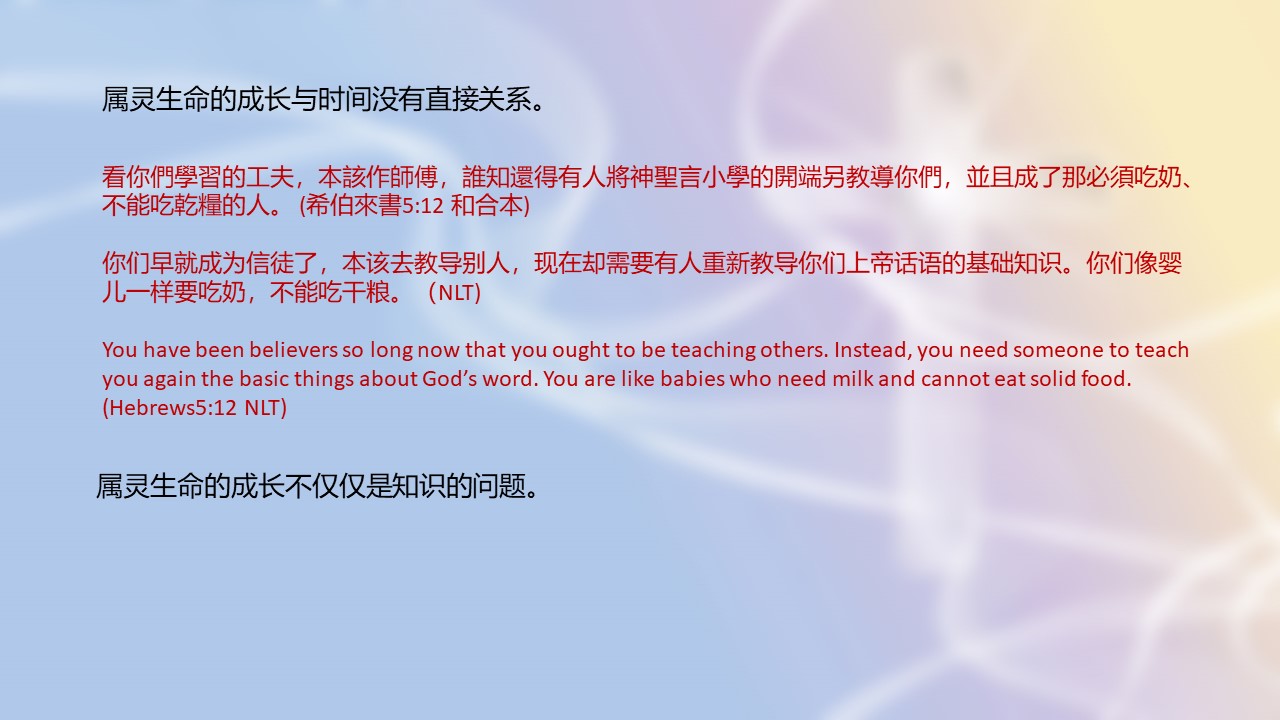 属灵生命的成长与时间没有直接关系。
看你們學習的工夫，本該作師傅，誰知還得有人將神聖言小學的開端另教導你們，並且成了那必須吃奶、
不能吃乾糧的人。 (希伯來書5:12 和合本)
你们早就成为信徒了，本该去教导别人，现在却需要有人重新教导你们上帝话语的基础知识。你们像婴
儿一样要吃奶，不能吃干粮。（NLT)
You have been believers so long now that you ought to be teaching others. Instead, you need someone to teach
you again the basic things about God’s word. You are like babies who need milk and cannot eat solid food.
(Hebrews5:12 NLT)
属灵生命的成长不仅仅是知识的问题。